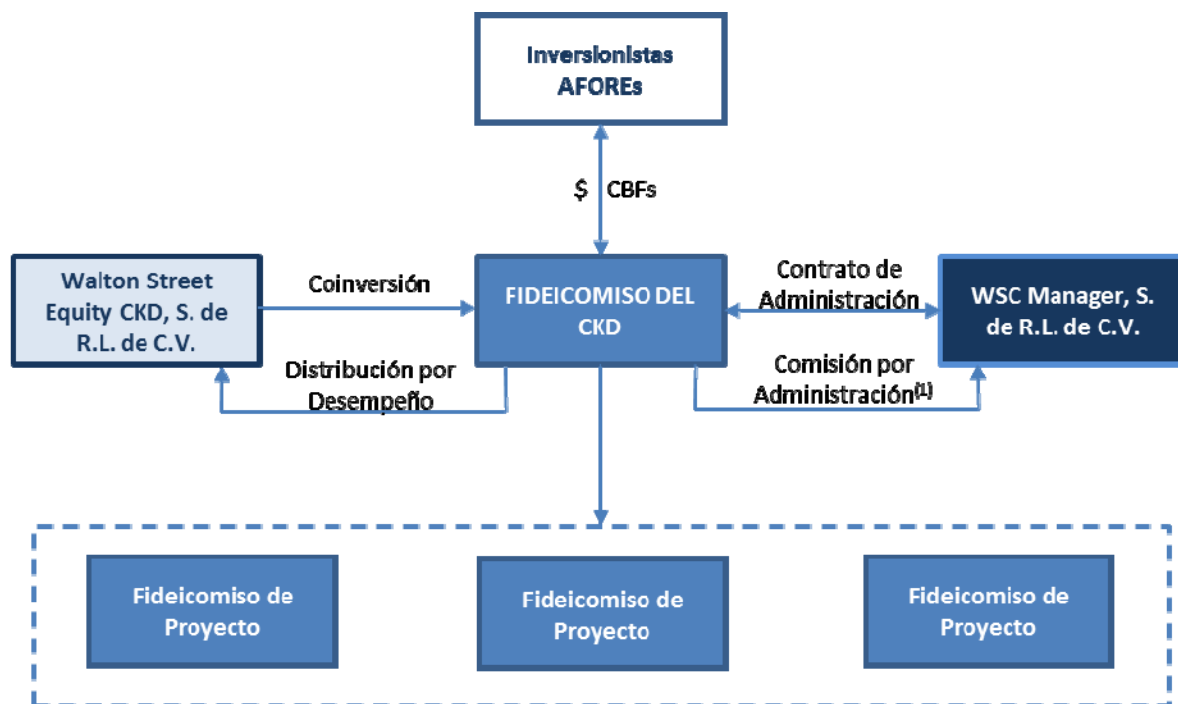 Inversionistas
AFOREs
$ CBFs
Walton Street
Equity CKD, S. de
R.L. de C.V.
Coinversión
FIDEICOMISO DEL
CKD
Contrato de
Administración
WSC Manager, S.
de R.L. de C.V.
Distribución por
Desempeño
Comisión por
Administración(1)
Fideicomiso de
Proyecto
Fideicomiso de
Proyecto
Fideicomiso de
Proyecto